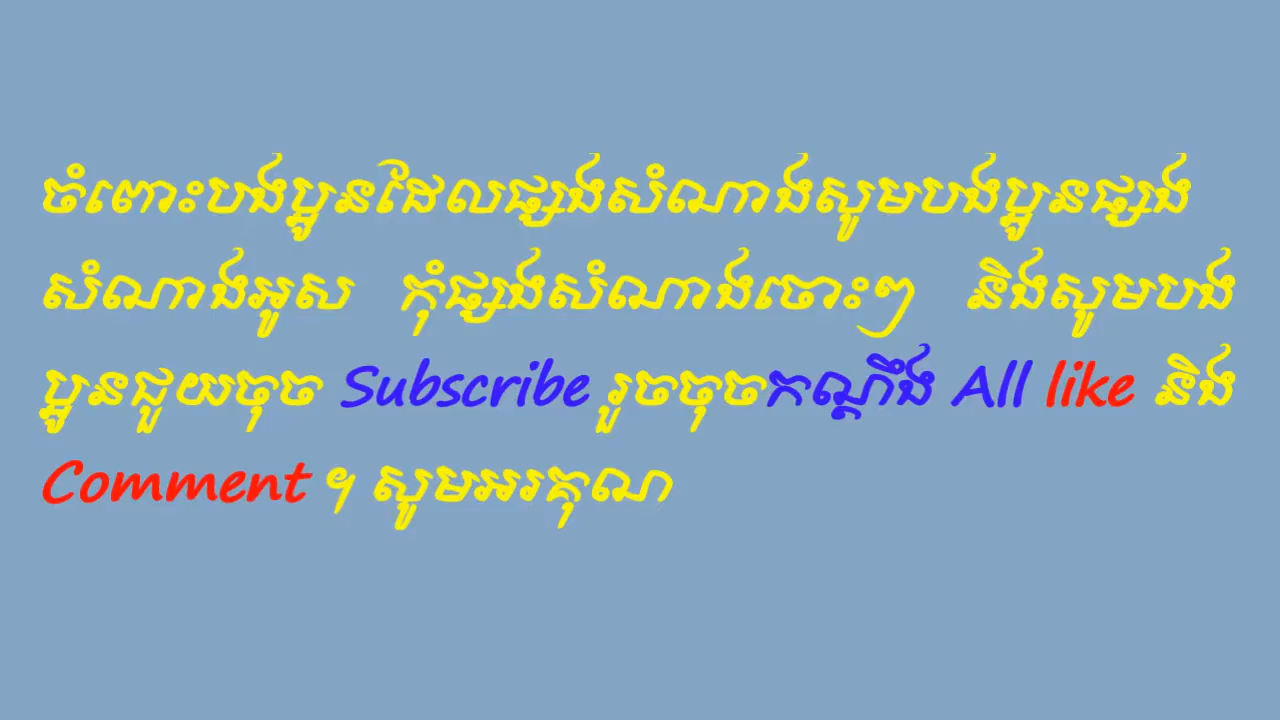 ចំពោះបងប្អូនដែលផ្សងសំណាងសូមបងប្អូនផ្សង
សំណាងអូស កុំផ្សងសំណាងចោះៗ និងសូមបង
ប្អូនជួយចុច Subscribe រួចចុចកណ្ដឹង All like និង
Comment ។ សូមអរគុណ